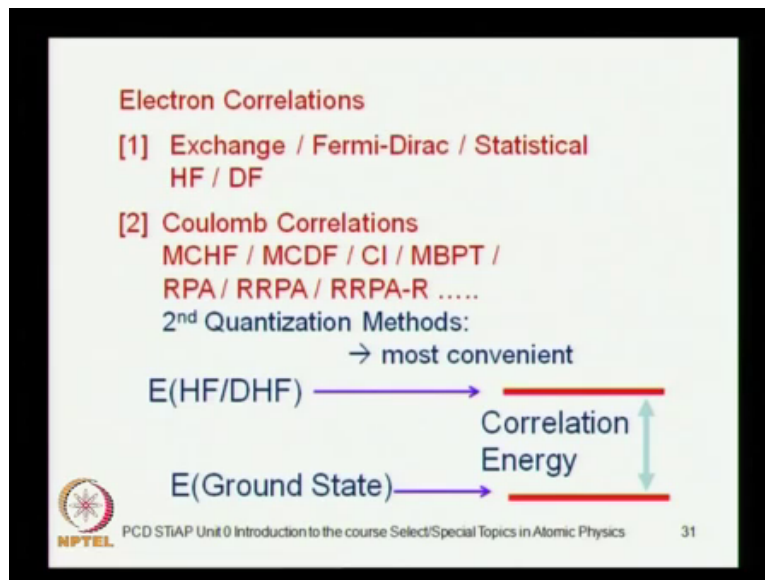 Electron Correlations
[1] Exchange / Fermi-Dirac / Statistical
HF / DF
[2] Coulomb Correlations
MCHF / MCDF / CI / MBPT /
RPA / RRPA / RRPA-R .....
2nd Quantization Methods:
→ most convenient
E(HF/DHF)
Correlation
Energy
E(Ground State)
NPTEL
PCD STiAP Unit 0 Introduction to the course Select/Special Topics in Atomic Physics 31